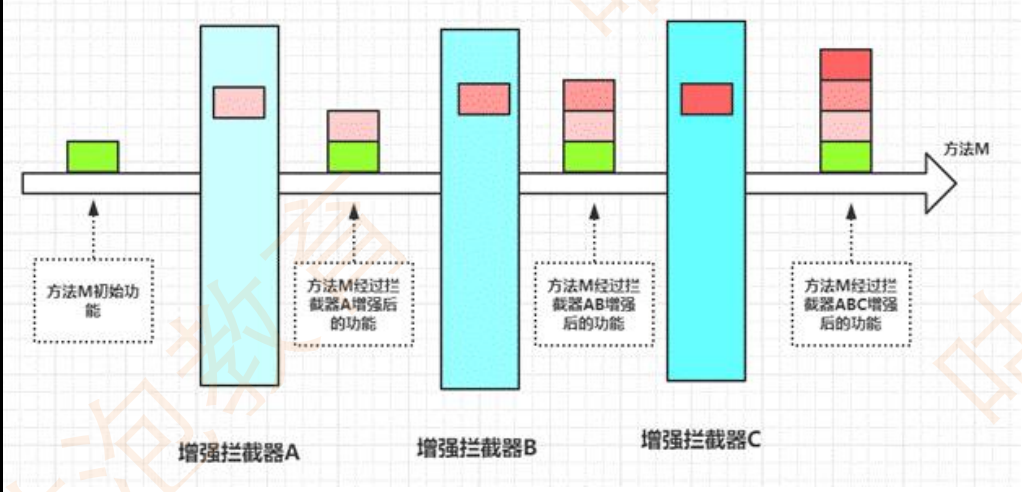 方法M
方法M初始功
能
方法M经过拦
截器A增强后
的功能
方法M经过拦
截器AB增强
后的功能
方法M经过拦
截器ABC增强
后的功能
增强拦截器A
增强拦截器B
增强拦截器C
泡教育
咕